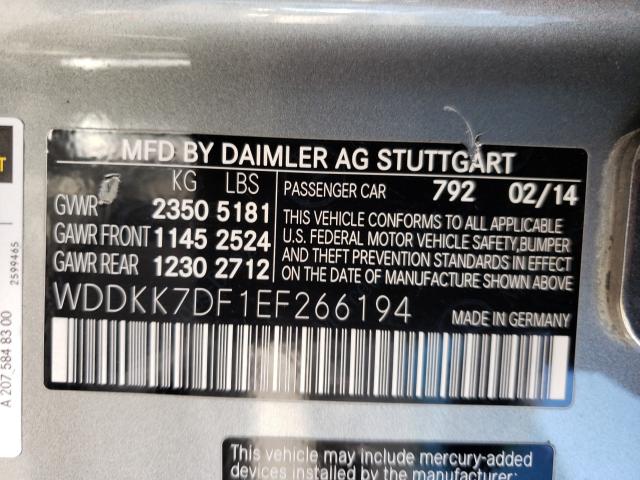 MFD BY DAIMLER AG STUTTGART
KG LBS
GVWR 2350 5181
GAWR FRONT 1145 2524
GAWR REAR 1230 2712
PASSENGER CAR 792 02/14
THIS VEHICLE CONFORMS TO ALL APPLICABLE
U.S. FEDERAL MOTOR VEHICLE SAFETY,BUMPER
AND THEFT PREVENTION STANDARDS IN EFFECT
ON THE DATE OF MANUFACTURE SHOWN ABOVE
WDDKK7DF1EF266194
MADE IN GERMANY
This vehicle may include mercury-added
devices installed by the manufacturer:
A 207 584 83 00
2599465